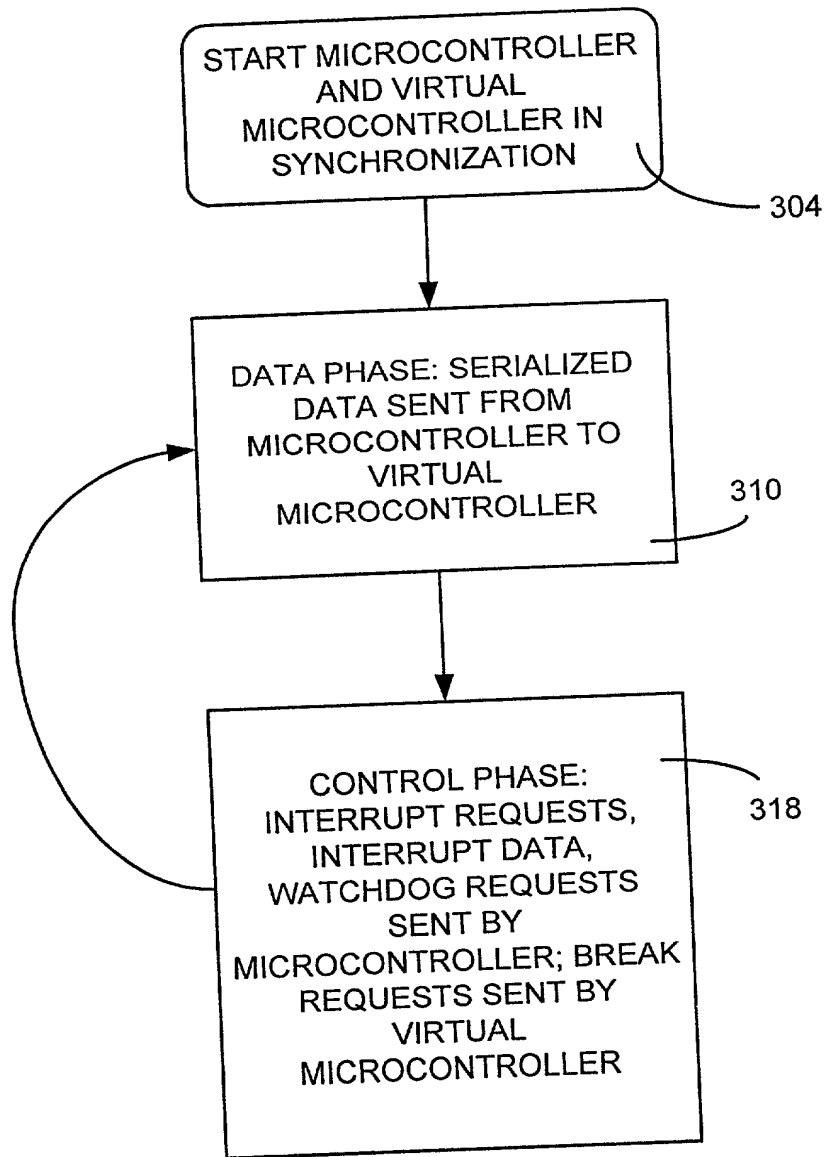 START MICROCONTROLLER
AND VIRTUAL
MICROCONTROLLER IN
SYNCHRONIZATION
304
DATA PHASE: SERIALIZED
DATA SENT FROM
MICROCONTROLLER TO
VIRTUAL
MICROCONTROLLER
310
CONTROL PHASE:
INTERRUPT REQUESTS,
INTERRUPT DATA,
WATCHDOG REQUESTS
SENT BY
MICROCONTROLLER; BREAK
REQUESTS SENT BY
VIRTUAL
MICROCONTROLLER
318